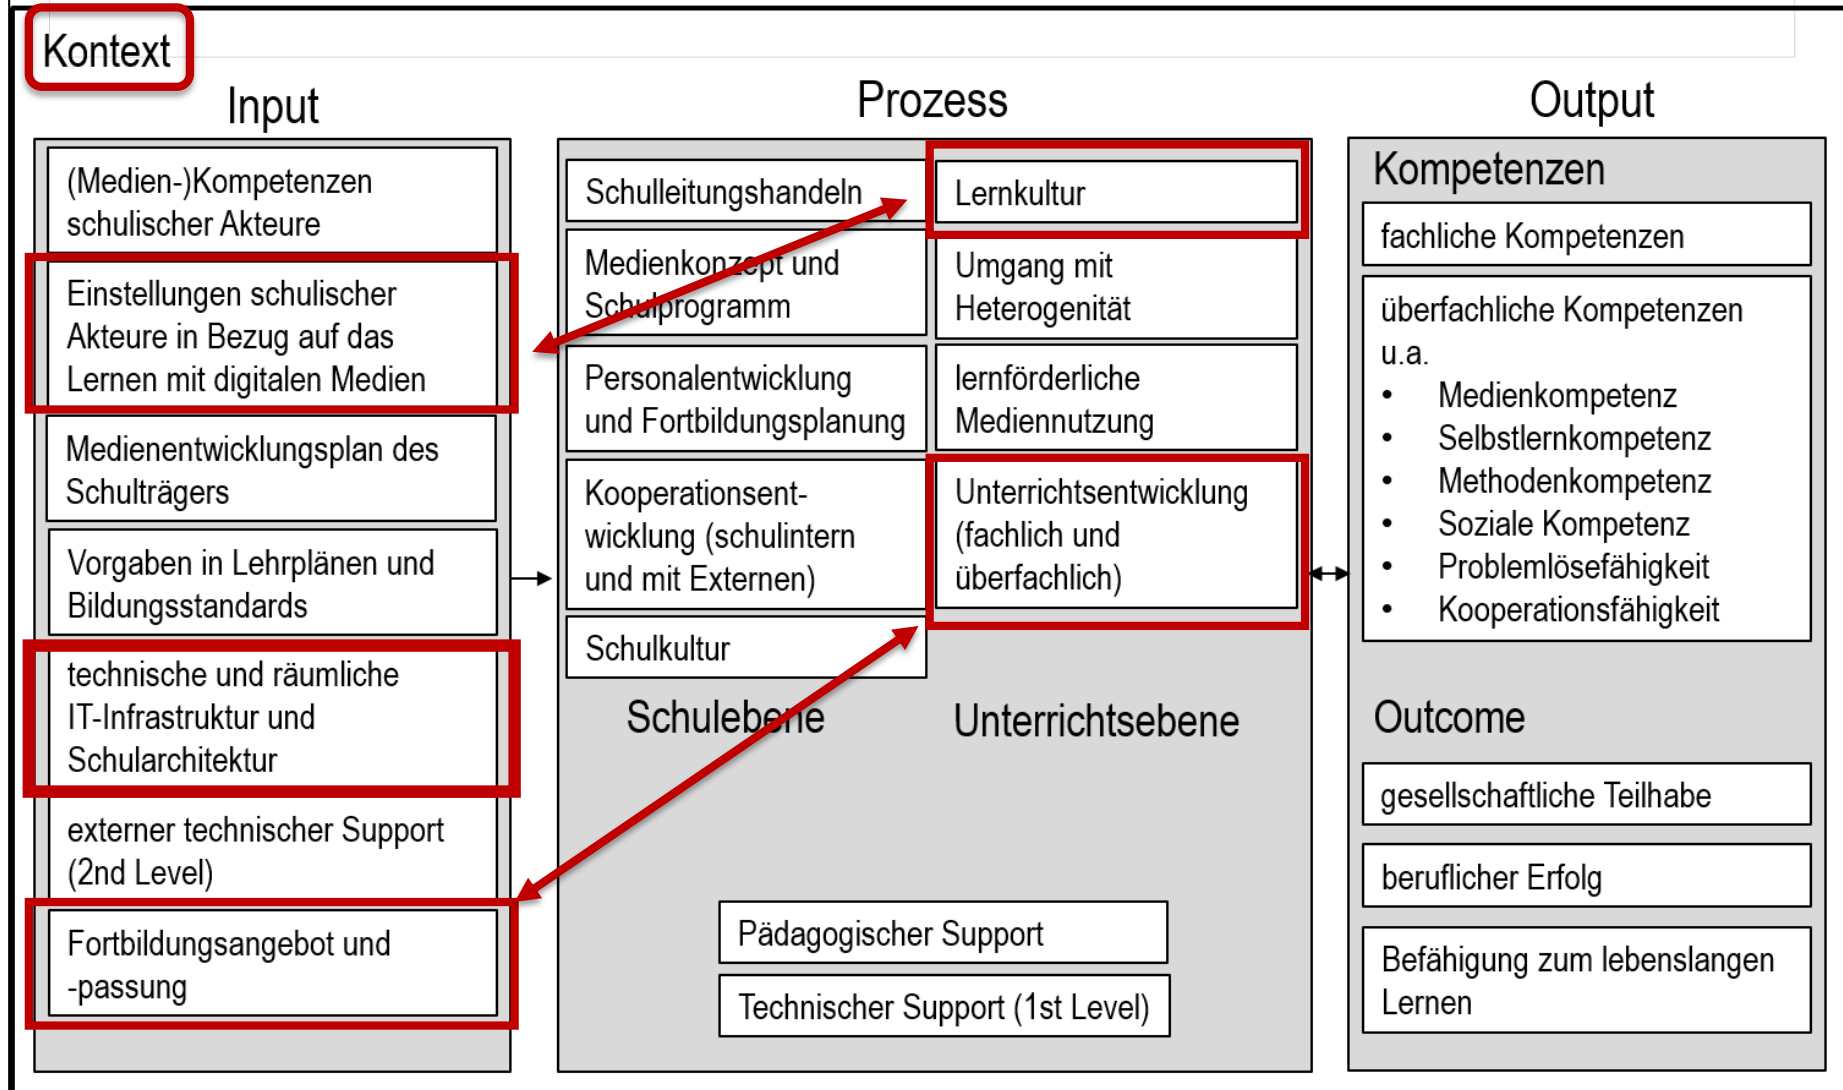 Kontext
Input
(Medien-)Kompetenzen
schulischer Akteure
Einstellungen schulischer
Akteure in Bezug auf das
Lernen mit digitalen Medien
Medienentwicklungsplan des
Schulträgers
Vorgaben in Lehrplänen und
Bildungsstandards
technische und räumliche
IT-Infrastruktur und
Schularchitektur
externer technischer Support
(2nd Level)
Fortbildungsangebot und
-passung
Prozess
Schulleitungshandeln
Medienkonzept und
Schulprogramm
Personalentwicklung
und Fortbildungsplanung
Kooperationsent-
wicklung (schulintern
und mit Externen)
Schulkultur
Schulebene
Lernkultur
Umgang mit
Heterogenität
lernförderliche
Mediennutzung
Unterrichtsentwicklung
(fachlich und
überfachlich)
Unterrichtsebene
Pädagogischer Support
Technischer Support (1st Level)
Output
Kompetenzen
fachliche Kompetenzen
überfachliche Kompetenzen
u.a.
• Medienkompetenz
• Selbstlernkompetenz
• Methodenkompetenz
• Soziale Kompetenz
• Problemlösefähigkeit
• Kooperationsfähigkeit
Outcome
gesellschaftliche Teilhabe
beruflicher Erfolg
Befähigung zum lebenslangen
Lernen